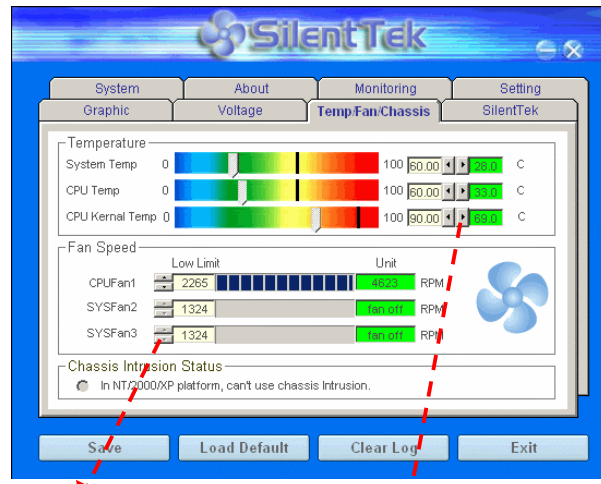 SilentTek
System About Monitoring Setting
Graphic Voltage Temp/Fan/Chassis SilentTek
Temperature
System Temp 0 100 60.00 28.0 C
CPU Temp 0 100 60.00 33.0 C
CPU Kernal Temp 0 100 90.00 69.0 C
Fan Speed
Low Limit Unit
CPUFan1 2265 4623 RPM
SYSFan2 1324 fan off RPM
SYSFan3 1324 fan off RPM
Chassis Intrusion Status
In NT/2000/XP platform, can't use chassis Intrusion.
Save Load Default Clear Log Exit